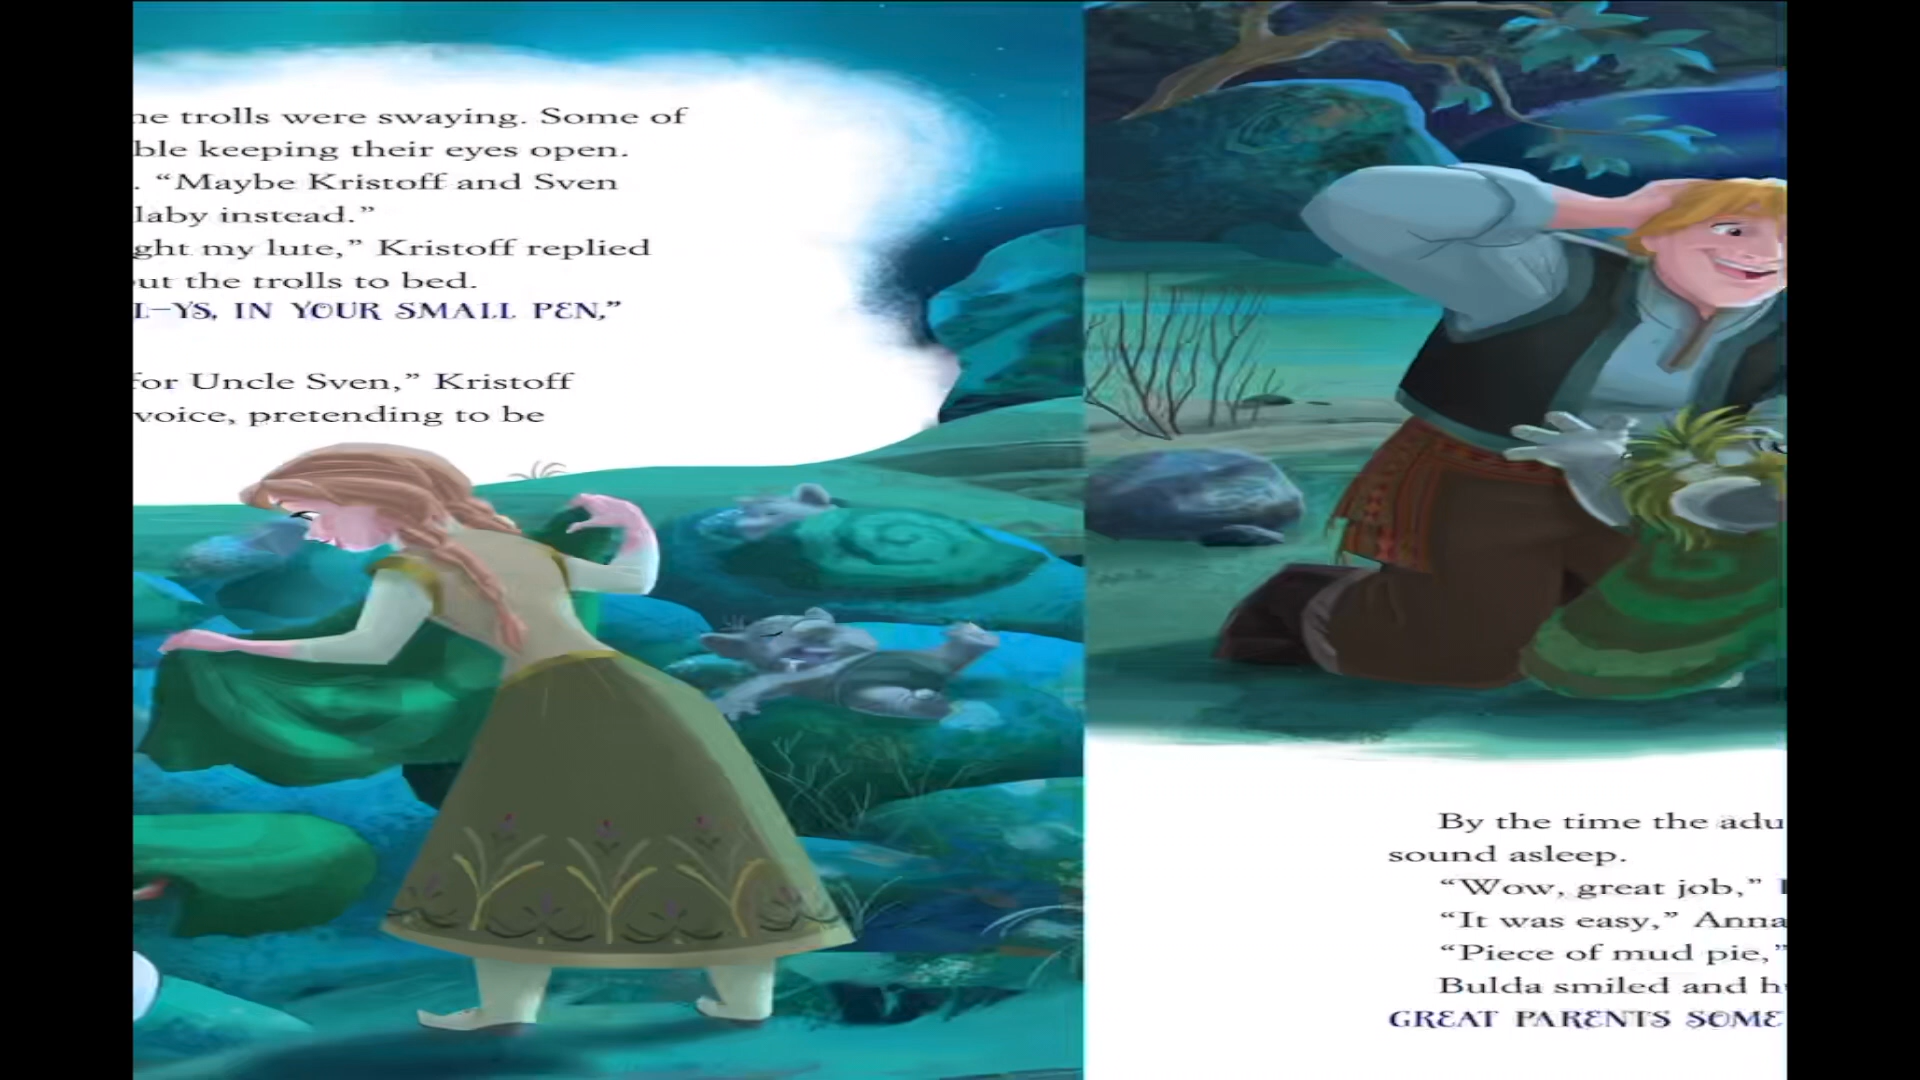 he trolls were swaying. Some of
ble keeping their eyes open.
. “Maybe Kristoff and Sven
laby instead.”
ght my lute,” Kristoff replied
ut the trolls to bed.
L–YS, IN YOUR SMALL PEN,”
for Uncle Sven,” Kristoff
voice, pretending to be
By the time the adu
sound asleep.
“Wow, great job,”
“It was easy,” Anna
“Piece of mud pie,”
Bulda smiled and h
GREAT PARENTS SOME